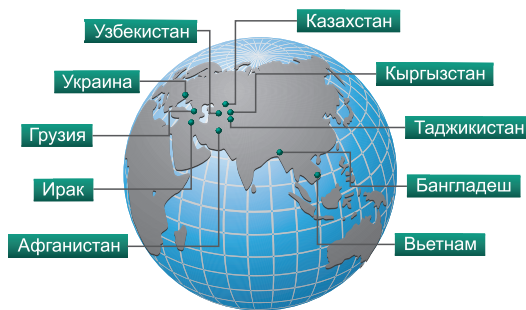 Казахстан
Узбекистан
Кыргызстан
Украина
Таджикистан
Грузия
Бангладеш
Ирак
Вьетнам
Афганистан